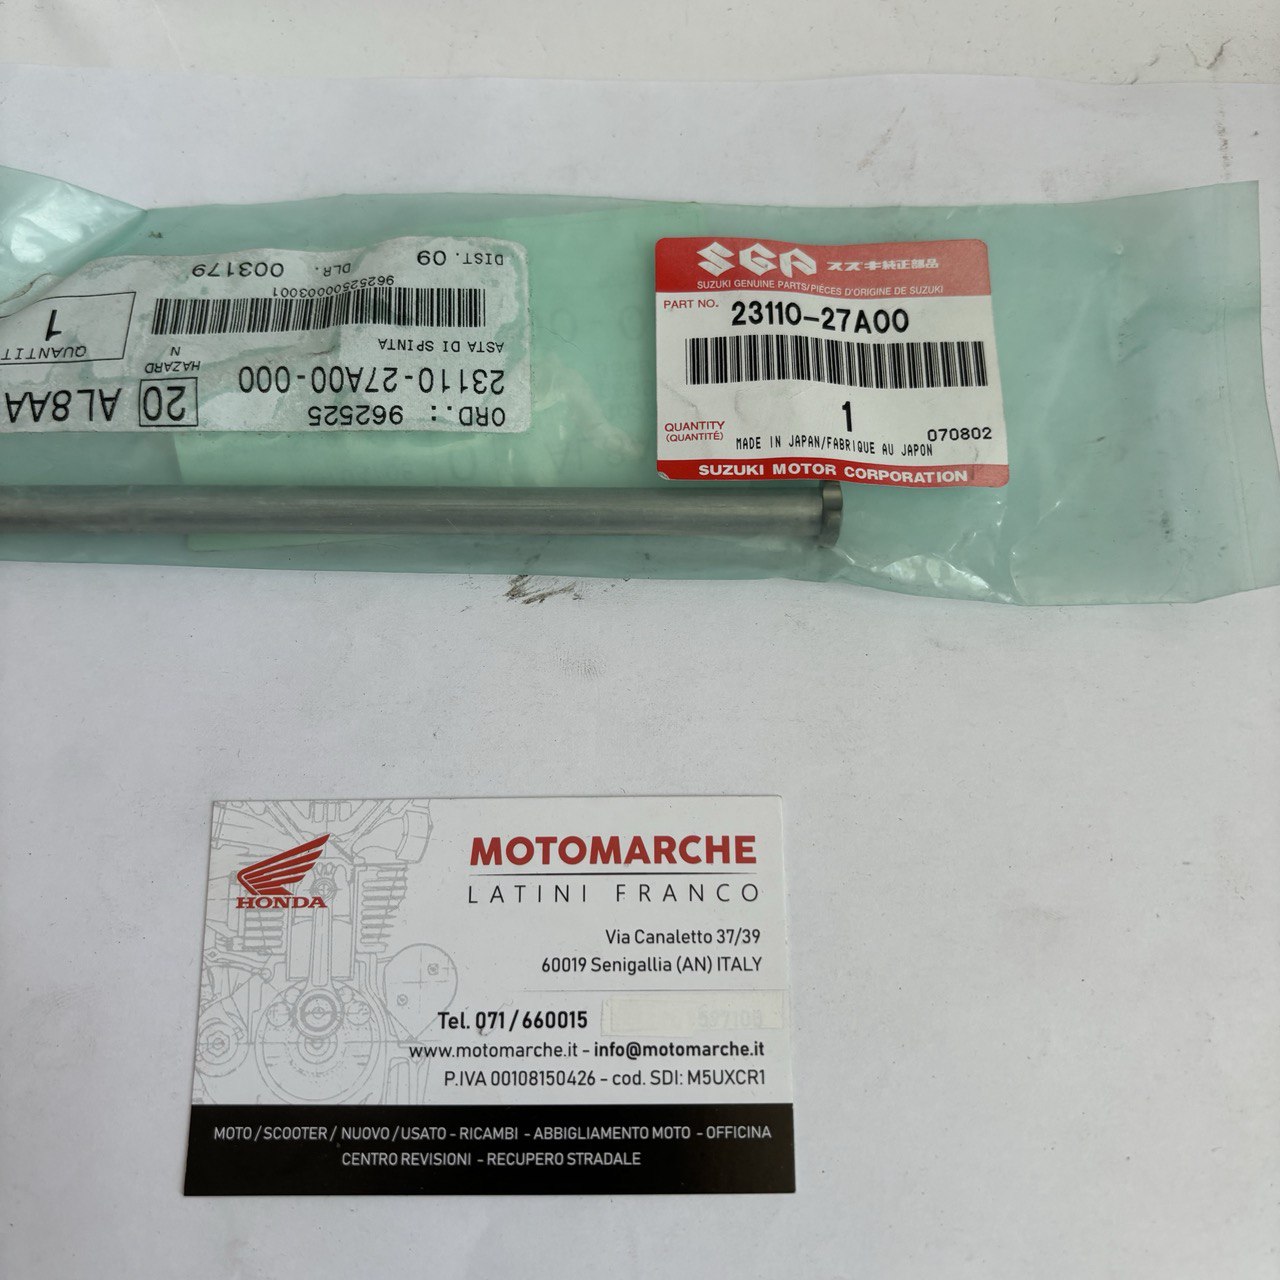 ORD.: 962525
23110-27A00-000
ASTA DI SPINTA
96252500003001
DIST. 09
DLR. 003179
20 AL8AA
HAZARD
N
QUANTIT
1
SGP スズキ純正部品
SUZUKI GENUINE PARTS/PIÈCES D'ORIGINE DE SUZUKI
PART NO. 23110-27A00
QUANTITY
(QUANTITÉ)
1
070802
MADE IN JAPAN/FABRIQUE AU JAPON
SUZUKI MOTOR CORPORATION
HONDA
MOTOMARCHE
LATINI FRANCO
Via Canaletto 37/39
60019 Senigallia (AN) ITALY
Tel. 071/660015
www.motomarche.it - info@motomarche.it
P.IVA 00108150426 - cod. SDI: M5UXCR1
MOTO / SCOOTER / NUOVO / USATO - RICAMBI - ABBIGLIAMENTO MOTO - OFFICINA
CENTRO REVISIONI - RECUPERO STRADALE